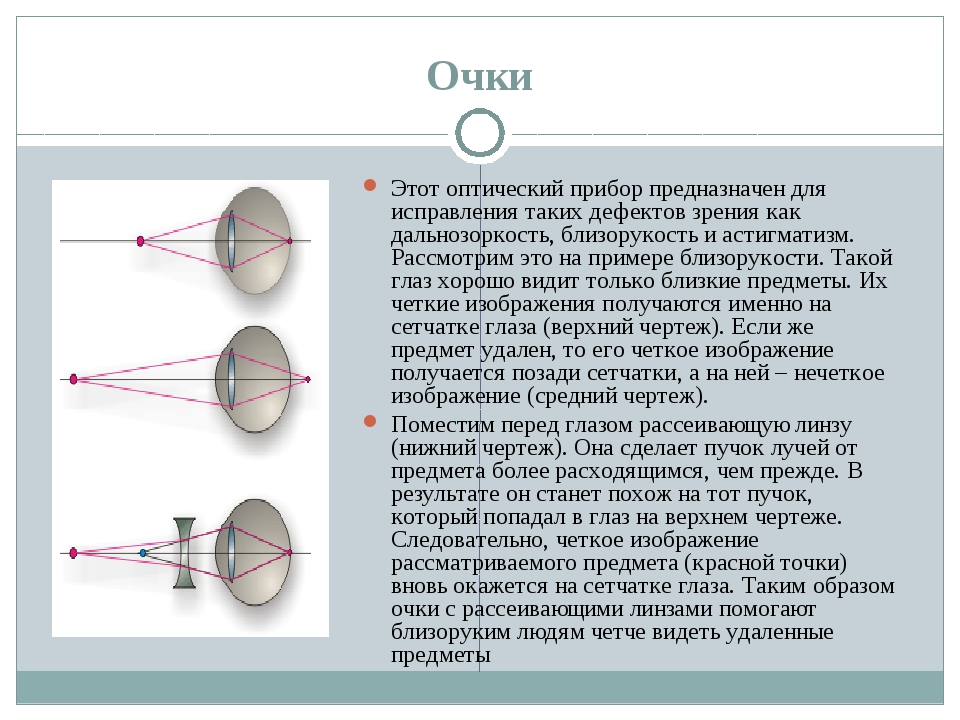 Очки
Этот оптический прибор предназначен для
исправления таких дефектов зрения как
дальнозоркость, близорукость и астигматизм.
Рассмотрим это на примере близорукости. Такой
глаз хорошо видит только близкие предметы. Их
четкие изображения получаются именно на
сетчатке глаза (верхний чертеж). Если же
предмет удален, то его четкое изображение
получается позади сетчатки, а на ней – нечеткое
изображение (средний чертеж).
Поместим перед глазом рассеивающую линзу
(нижний чертеж). Она сделает пучок лучей от
предмета более расходящимся, чем прежде. В
результате он станет похож на тот пучок,
который попадал в глаз на верхнем чертеже.
Следовательно, четкое изображение
рассматриваемого предмета (красной точки)
вновь окажется на сетчатке глаза. Таким образом
очки с рассеивающими линзами помогают
близоруким людям четче видеть удаленные
предметы